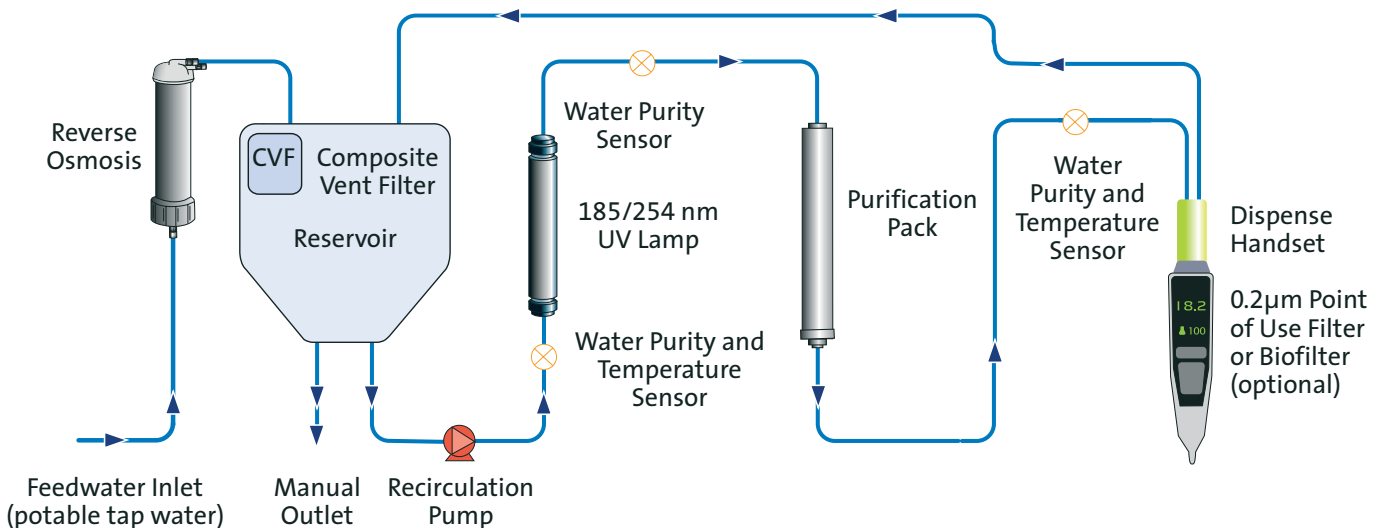 Reverse
Osmosis
CVF
Composite
Vent Filter
Reservoir
Water Purity
Sensor
185/254 nm
UV Lamp
Water Purity and
Temperature
Sensor
Purification
Pack
Water
Purity and
Temperature
Sensor
Dispense
Handset
18.2
100
0.2µm Point
of Use Filter
or Biofilter
(optional)
Feedwater Inlet
(potable tap water)
Manual
Outlet
Recirculation
Pump